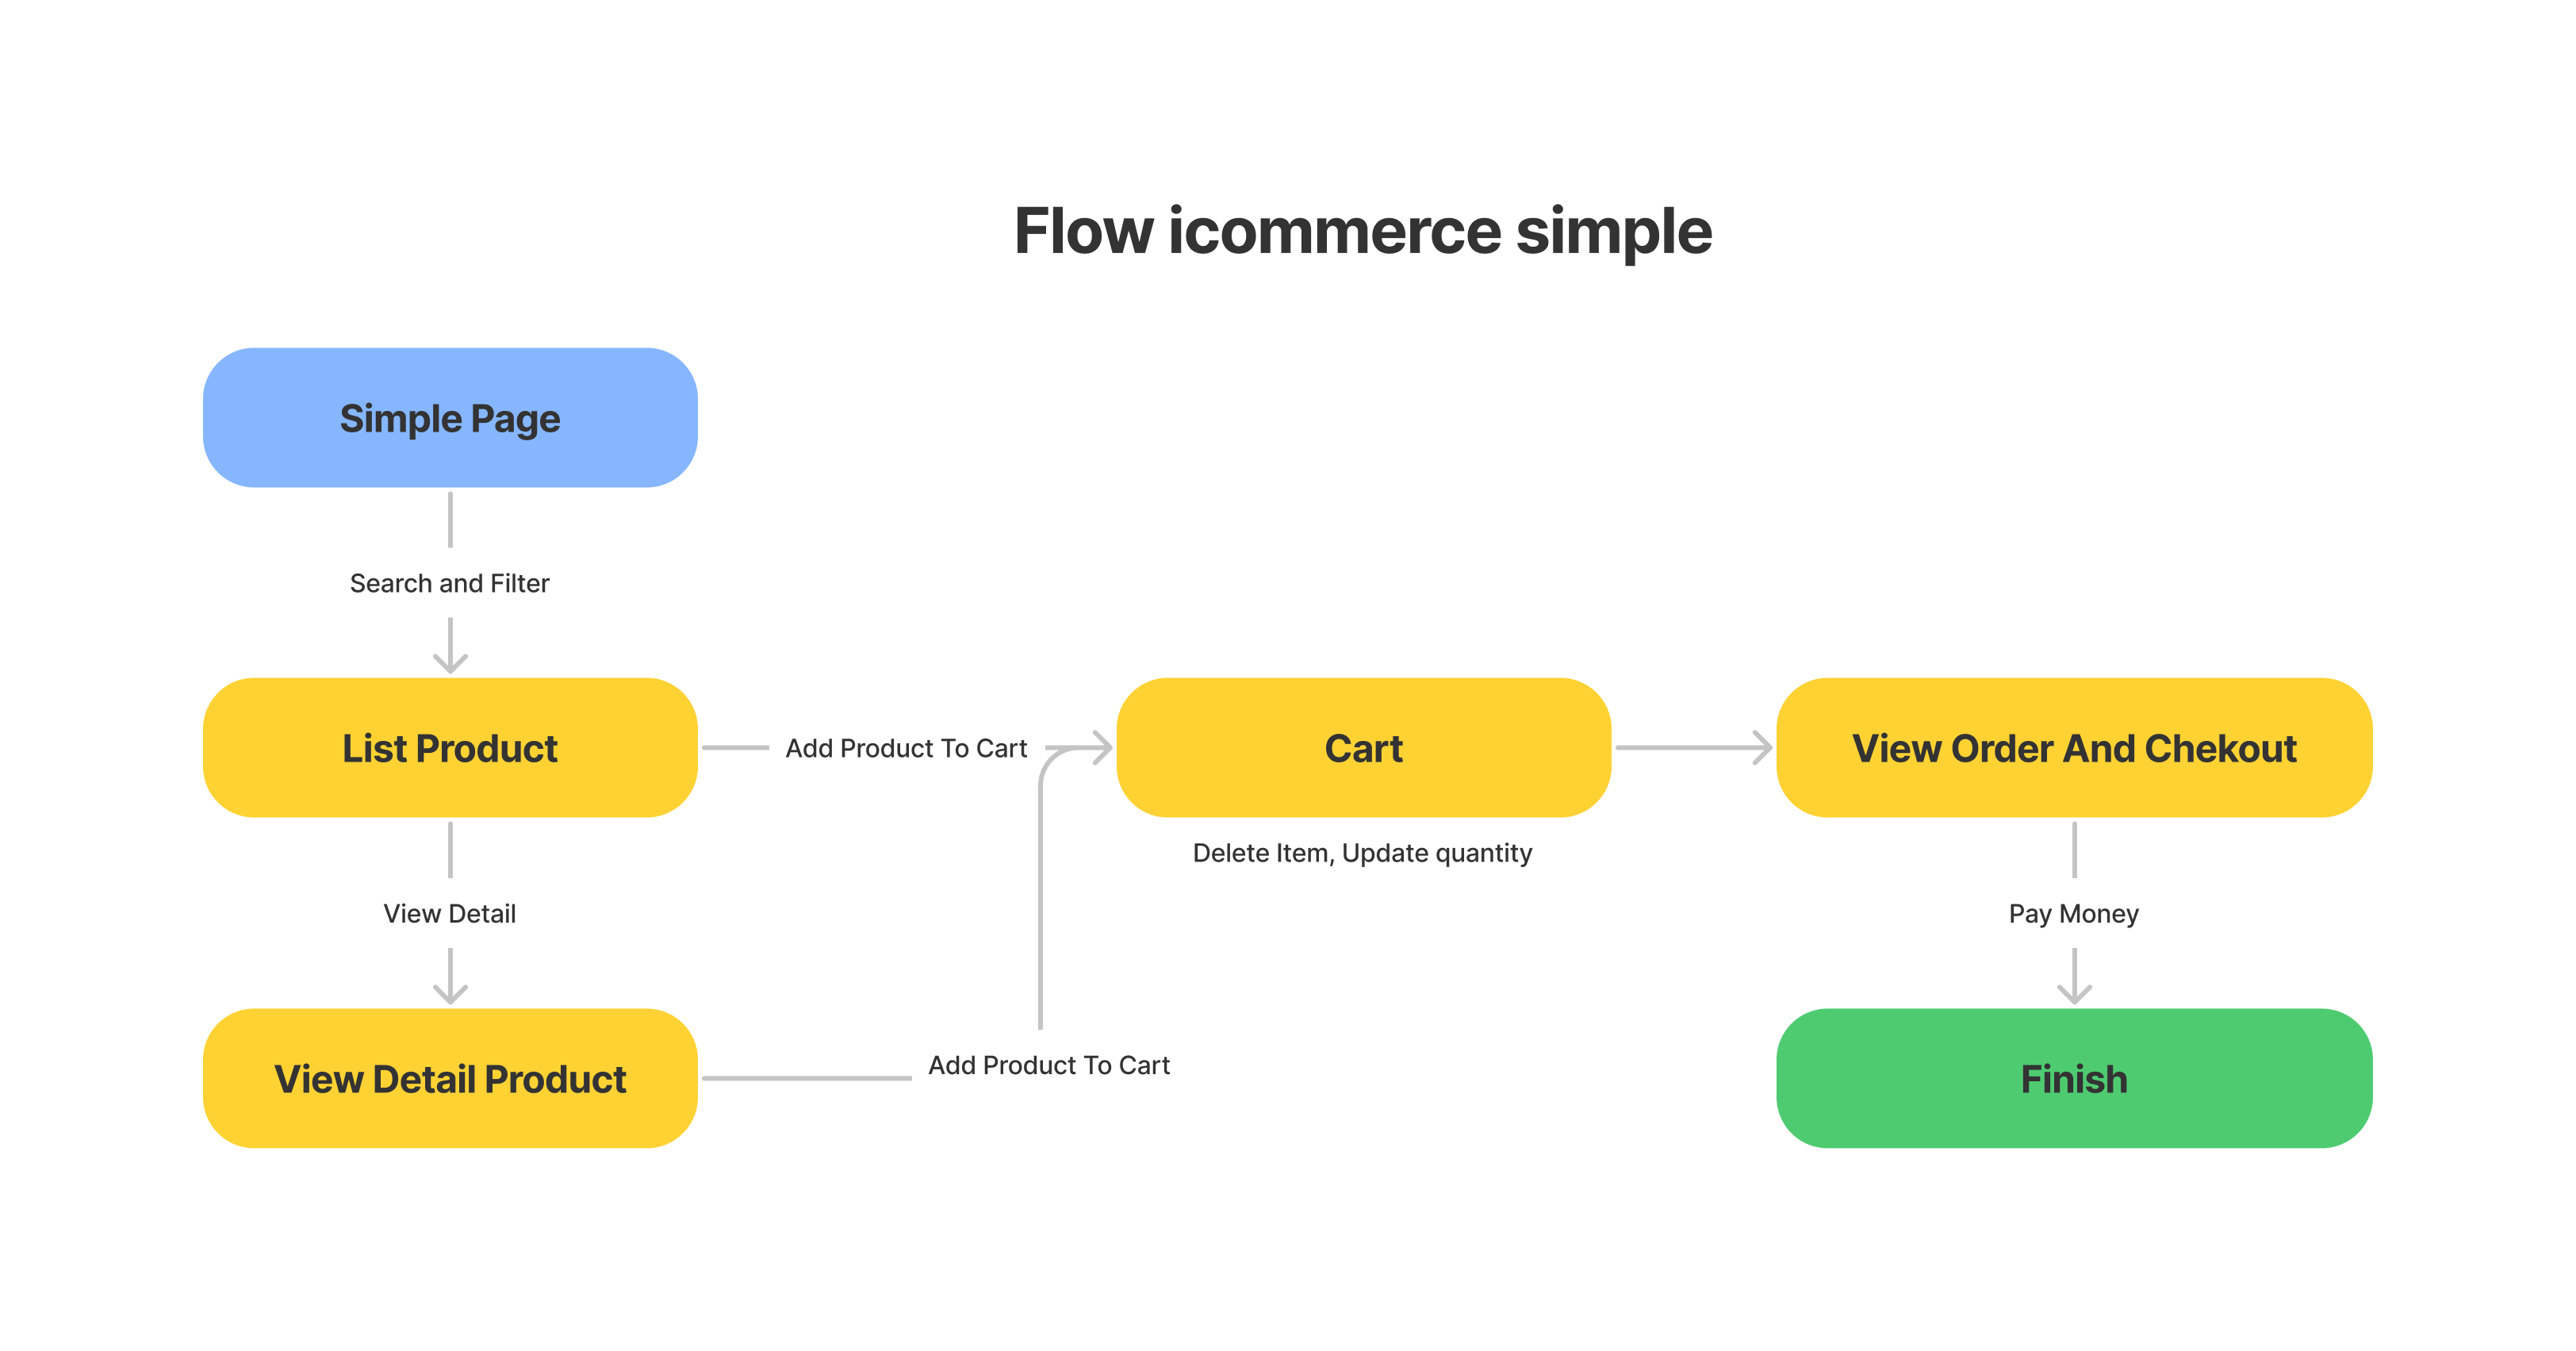 Flow icommerce simple
Simple Page
Search and Filter
List Product
Add Product To Cart
Cart
View Order And Chekout
Delete Item, Update quantity
View Detail
Pay Money
View Detail Product
Add Product To Cart
Finish